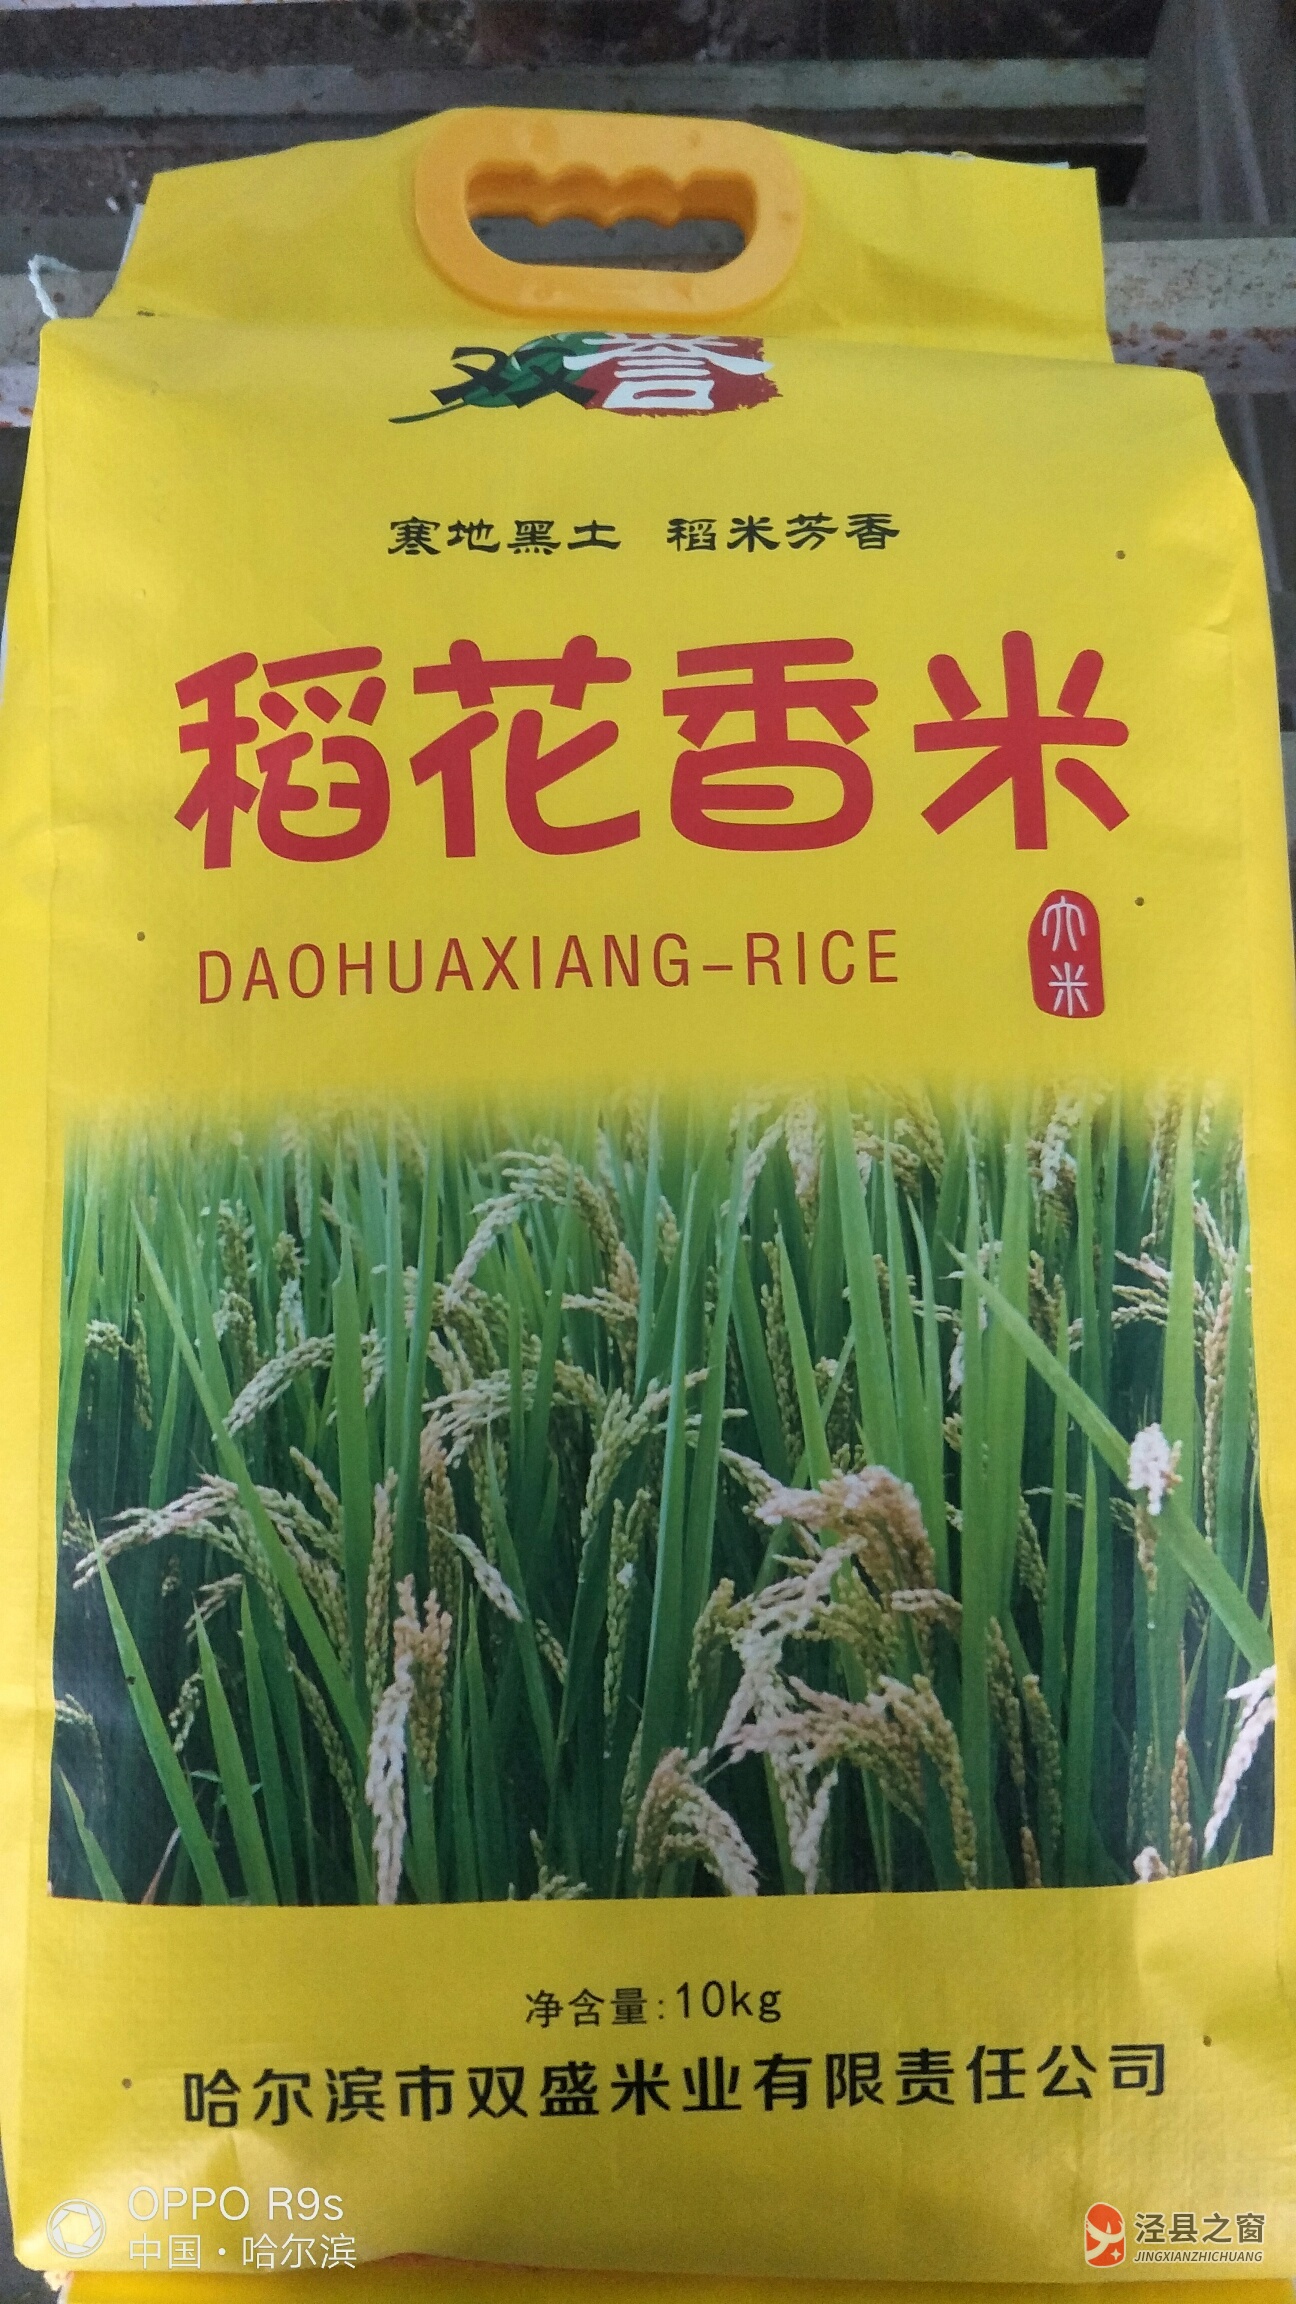 双誉
寒地黑土 稻米芳香
稻花香米
DAOHUAXIANG-RICE
大米
净含量:10kg
哈尔滨市双盛米业有限责任公司
OPPO R9s
中国·哈尔滨
泾县之窗
JINGXIANZHICHUANG